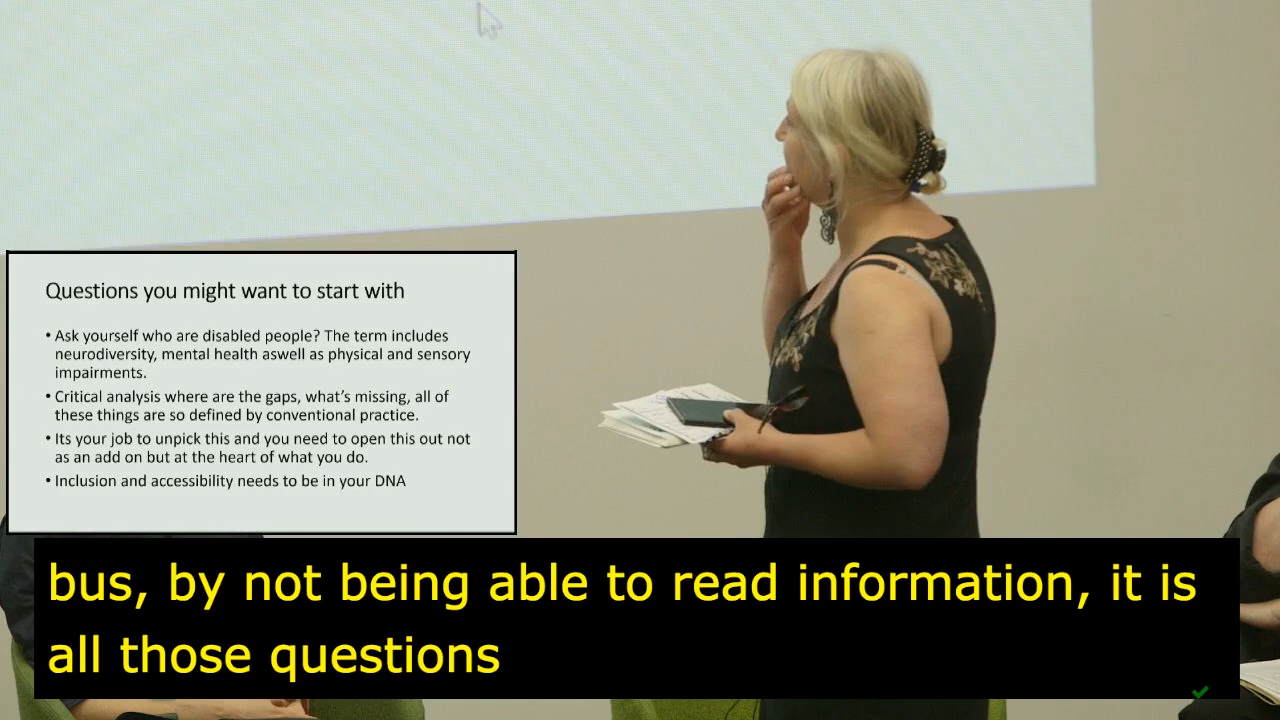 Questions you might want to start with
• Ask yourself who are disabled people? The term includes
neurodiversity, mental health aswell as physical and sensory
impairments.
• Critical analysis where are the gaps, what's missing, all of
these things are so defined by conventional practice.
• Its your job to unpick this and you need to open this out not
as an add on but at the heart of what you do.
• Inclusion and accessibility needs to be in your DNA
bus, by not being able to read information, it is
all those questions